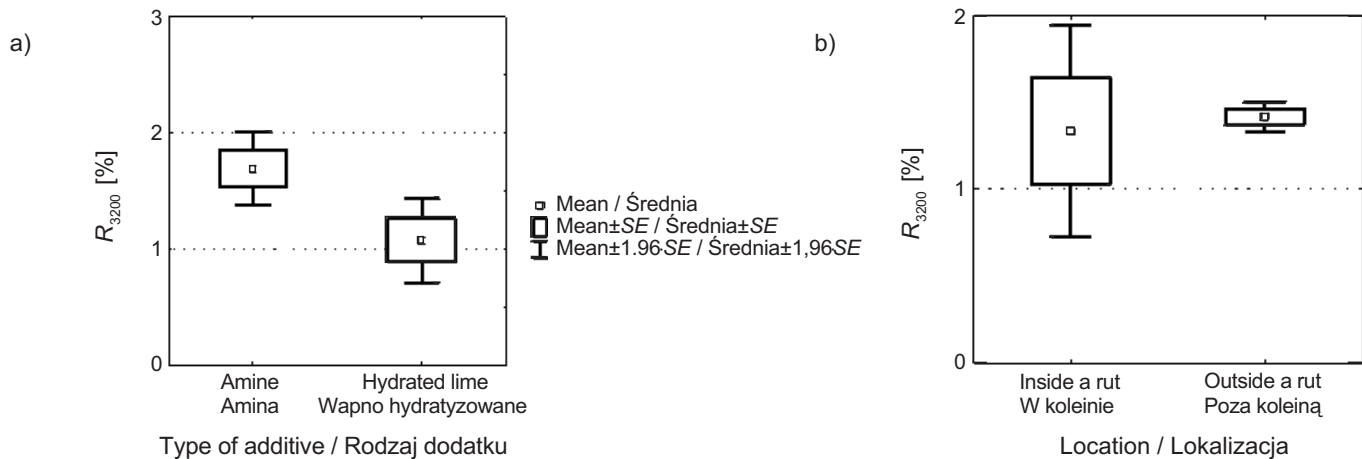 a)
3
2
1
0
R3200 [%]
Amine
Amina
Hydrated lime
Wapno hydratyzowane
Type of additive / Rodzaj dodatku
Mean / Średnia
Mean±SE / Średnia±SE
Mean±1.96·SE / Średnia±1,96·SE
b)
2
1
0
R3200 [%]
Inside a rut
W koleinie
Outside a rut
Poza koleiną
Location / Lokalizacja